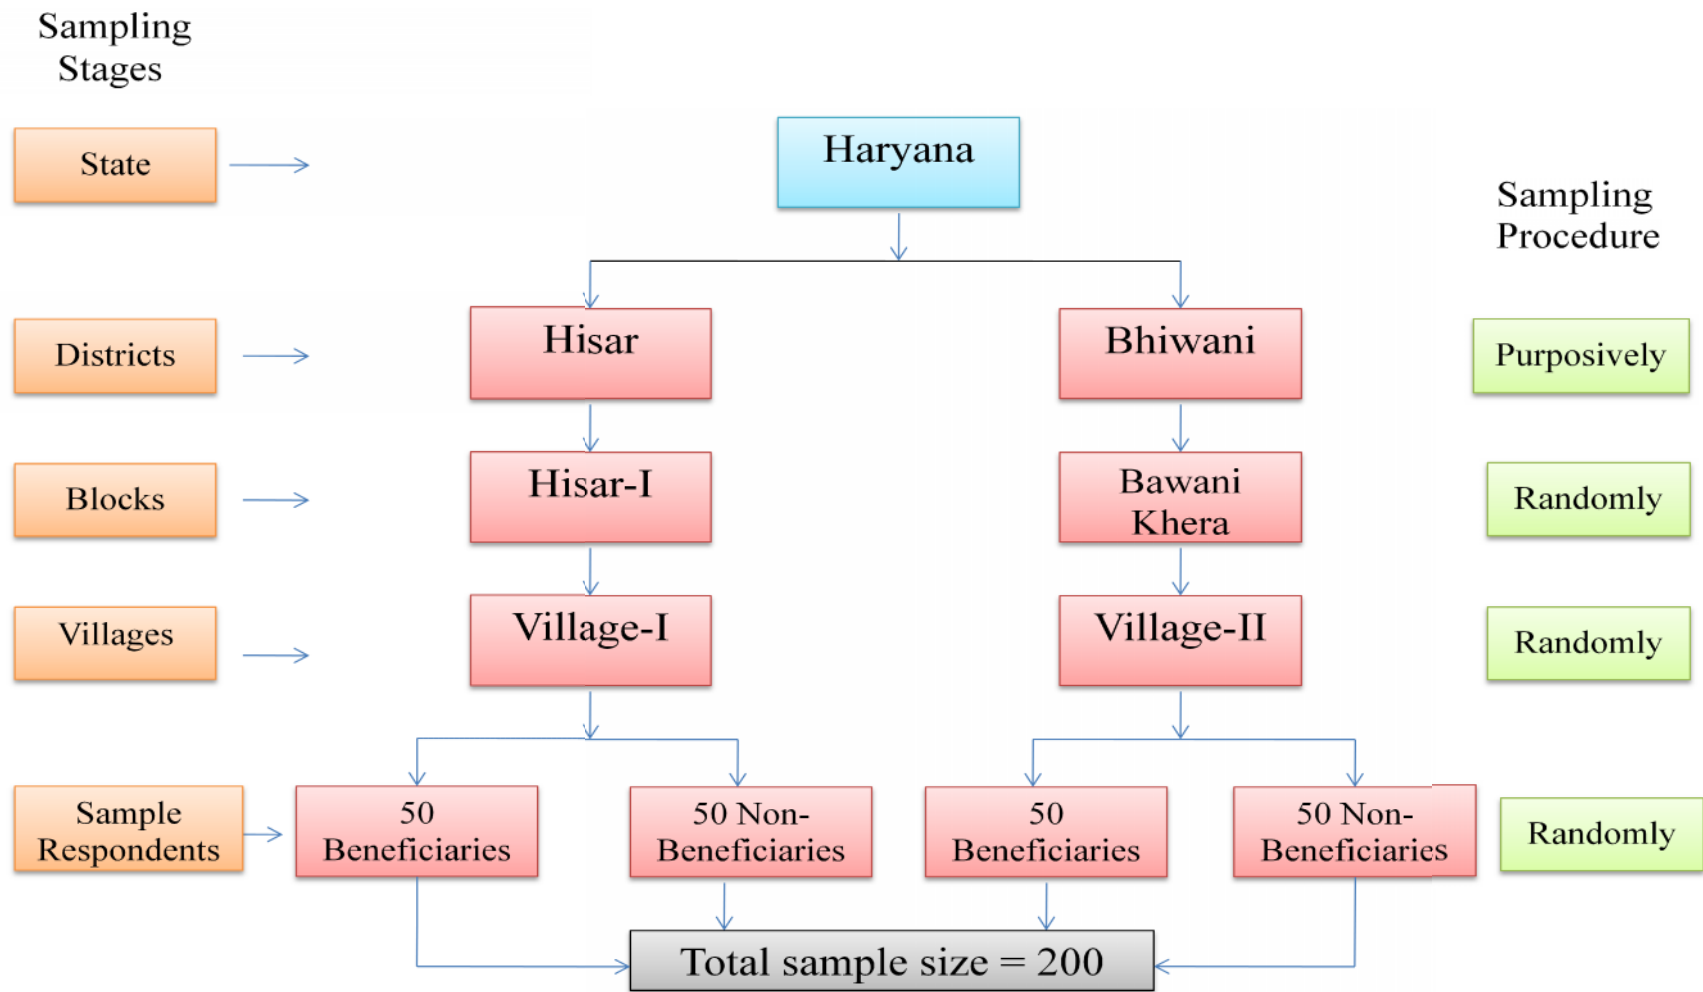 Sampling
Stages
State
Haryana
Sampling
Procedure
Districts
Hisar
Bhiwani
Purposively
Blocks
Hisar-I
Bawani
Khera
Randomly
Villages
Village-I
Village-II
Randomly
Sample
Respondents
50
Beneficiaries
50 Non-
Beneficiaries
50
Beneficiaries
50 Non-
Beneficiaries
Randomly
Total sample size = 200